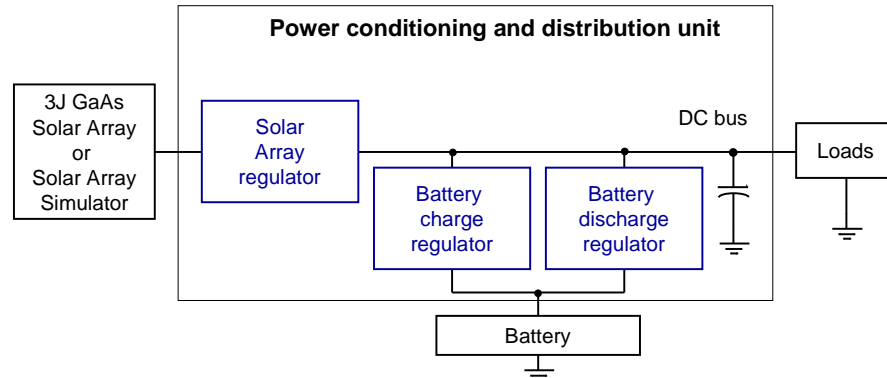 Power conditioning and distribution unit
3J GaAs
Solar Array
or
Solar Array
Simulator
Solar
Array
regulator
DC bus
Loads
Battery
charge
regulator
Battery
discharge
regulator
Battery